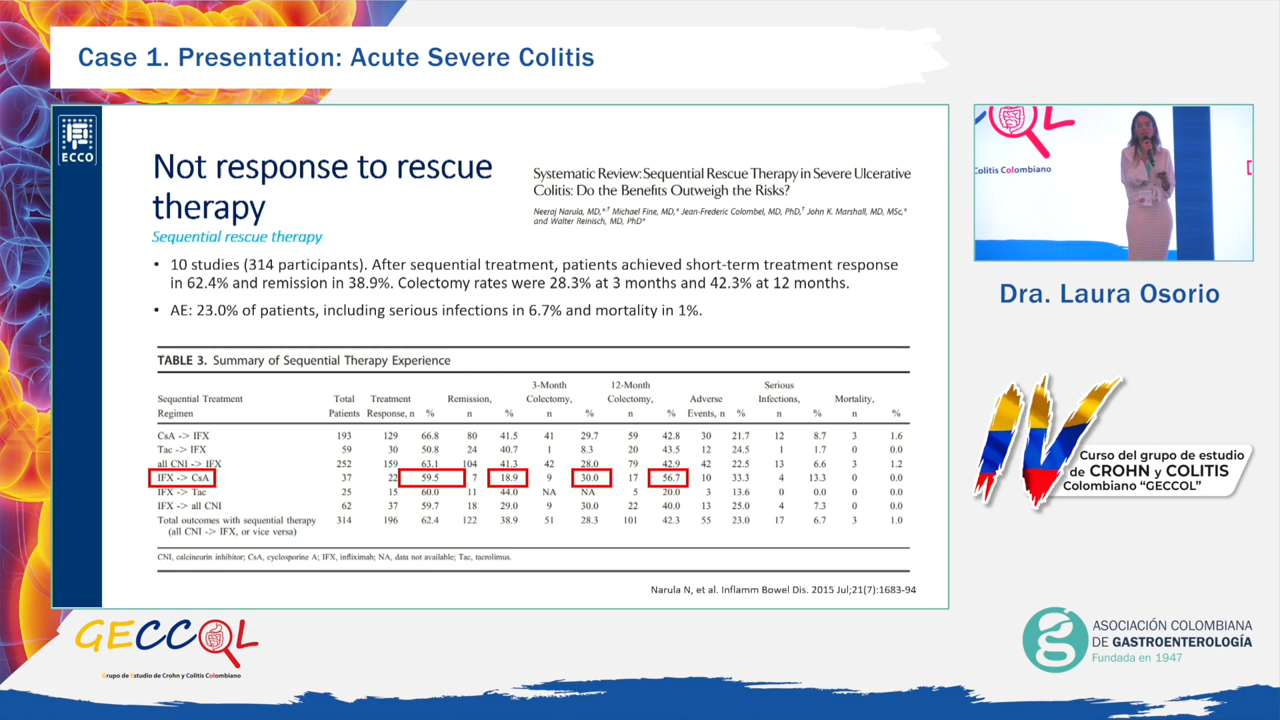 Case 1. Presentation: Acute Severe Colitis
ECCO
Not response to rescue
therapy
Sequential rescue therapy
Systematic Review: Sequential Rescue Therapy in Severe Ulcerative
Colitis: Do the Benefits Outweigh the Risks?
Neeraj Narula, MD,*,† Michael Fine, MD,* Jean-Frederic Colombel, MD, PhD,† John K. Marshall, MD, MSc,*
and Walter Reinisch, MD, PhD*
• 10 studies (314 participants). After sequential treatment, patients achieved short-term treatment response
in 62.4% and remission in 38.9%. Colectomy rates were 28.3% at 3 months and 42.3% at 12 months.
• AE: 23.0% of patients, including serious infections in 6.7% and mortality in 1%.
TABLE 3. Summary of Sequential Therapy Experience
3-Month 12-Month Serious
Sequential Treatment Total Treatment Remission, Colectomy, Colectomy, Adverse Infections, Mortality,
Regimen Patients Response, n % n % n % n % Events, n % n % n %
CsA -> IFX 193 129 66.8 80 41.5 41 29.7 59 42.8 30 21.7 12 8.7 3 1.6
Tac -> IFX 59 30 50.8 24 40.7 1 8.3 20 43.5 12 24.5 1 1.7 0 0.0
all CNI -> IFX 252 159 63.1 104 41.3 42 28.0 79 42.9 42 22.5 13 6.6 3 1.2
IFX -> CsA 37 22 59.5 7 18.9 9 30.0 17 56.7 10 33.3 4 13.3 0 0.0
IFX -> Tac 25 15 60.0 11 44.0 NA NA 5 20.0 3 13.6 0 0.0 0 0.0
IFX -> all CNI 62 37 59.7 18 29.0 9 30.0 22 40.0 13 25.0 4 7.3 0 0.0
Total outcomes with sequential therapy 314 196 62.4 122 38.9 51 28.3 101 42.3 55 23.0 17 6.7 3 1.0
(all CNI -> IFX, or vice versa)
CNI, calcineurin inhibitor; CsA, cyclosporine A; IFX, infliximab; NA, data not available; Tac, tacrolimus.
Narula N, et al. Inflamm Bowel Dis. 2015 Jul;21(7):1683-94
Colitis Colombiano
Dra. Laura Osorio
IV
Curso del grupo de estudio
de CROHN y COLITIS
Colombiano “GECCOL”
GECCOL
Grupo de Estudio de Crohn y Colitis Colombiano
ASOCIACIÓN COLOMBIANA
DE GASTROENTEROLOGÍA
Fundada en 1947